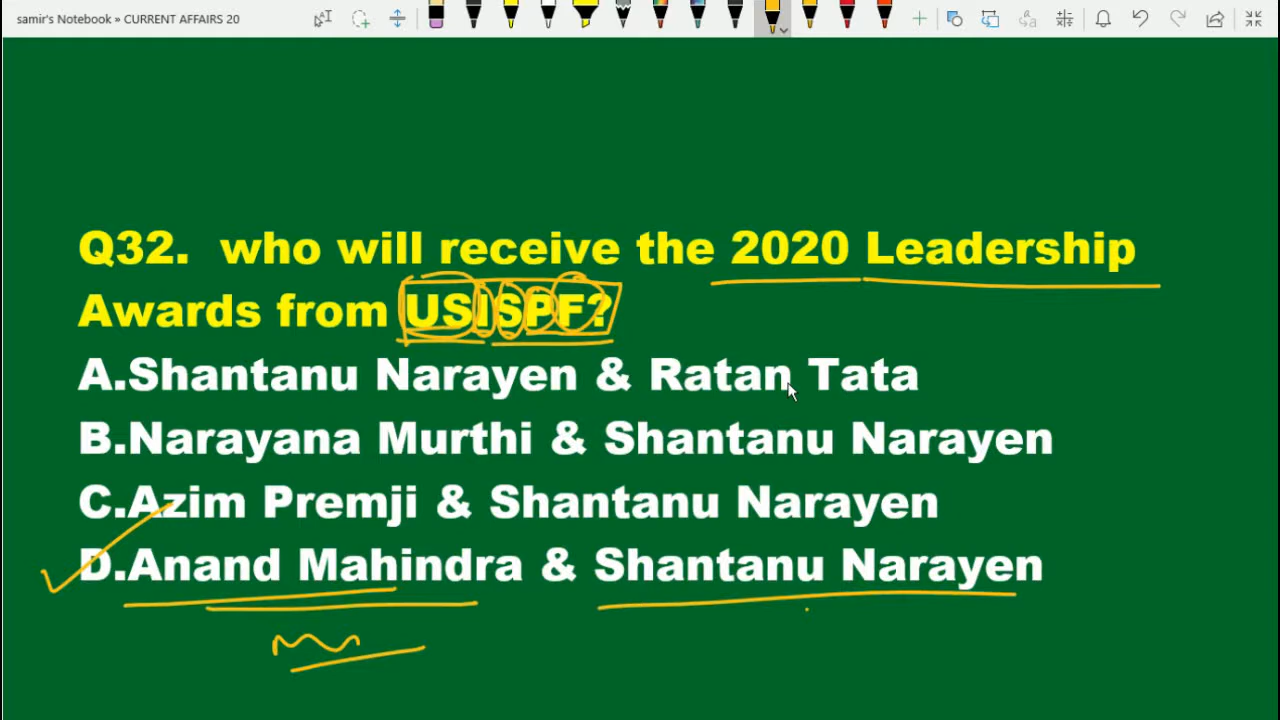 samir's Notebook » CURRENT AFFAIRS 20
Q32. who will receive the 2020 Leadership
Awards from USISPF?
A.Shantanu Narayen & Ratan Tata
B.Narayana Murthi & Shantanu Narayen
C.Azim Premji & Shantanu Narayen
D.Anand Mahindra & Shantanu Narayen